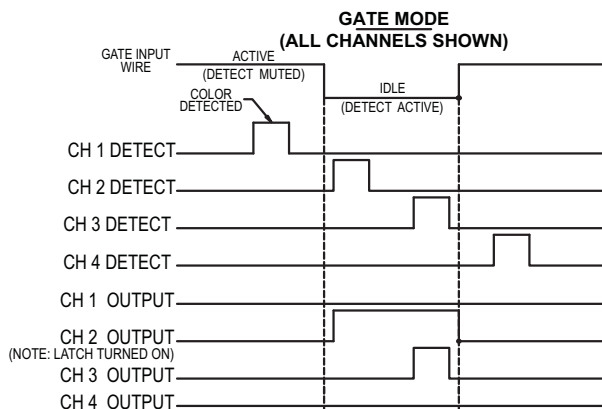 GATE MODE
(ALL CHANNELS SHOWN)
GATE INPUT
WIRE
ACTIVE
(DETECT MUTED)
IDLE
(DETECT ACTIVE)
COLOR
DETECTED
CH 1 DETECT
CH 2 DETECT
CH 3 DETECT
CH 4 DETECT
CH 1 OUTPUT
CH 2 OUTPUT
(NOTE: LATCH TURNED ON)
CH 3 OUTPUT
CH 4 OUTPUT